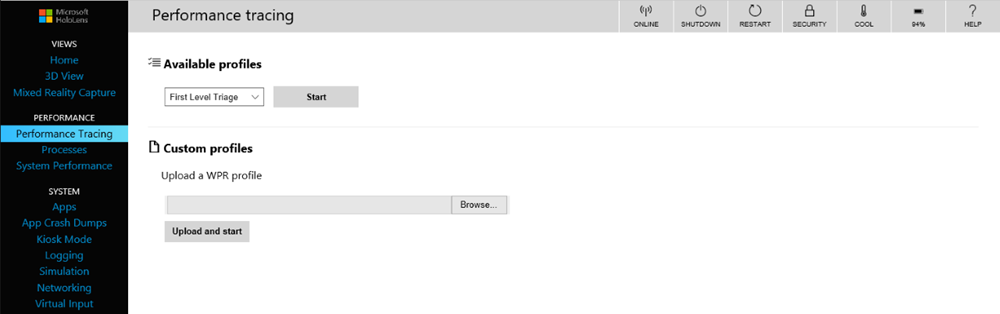 Microsoft
HoloLens
Performance tracing
ONLINE
SHUTDOWN
RESTART
SECURITY
COOL
94%
?
HELP
VIEWS
Home
3D View
Mixed Reality Capture
PERFORMANCE
Performance Tracing
Processes
System Performance
SYSTEM
Apps
App Crash Dumps
Kiosk Mode
Logging
Simulation
Networking
Virtual Input
Available profiles
First Level Triage
Start
Custom profiles
Upload a WPR profile
Browse...
Upload and start